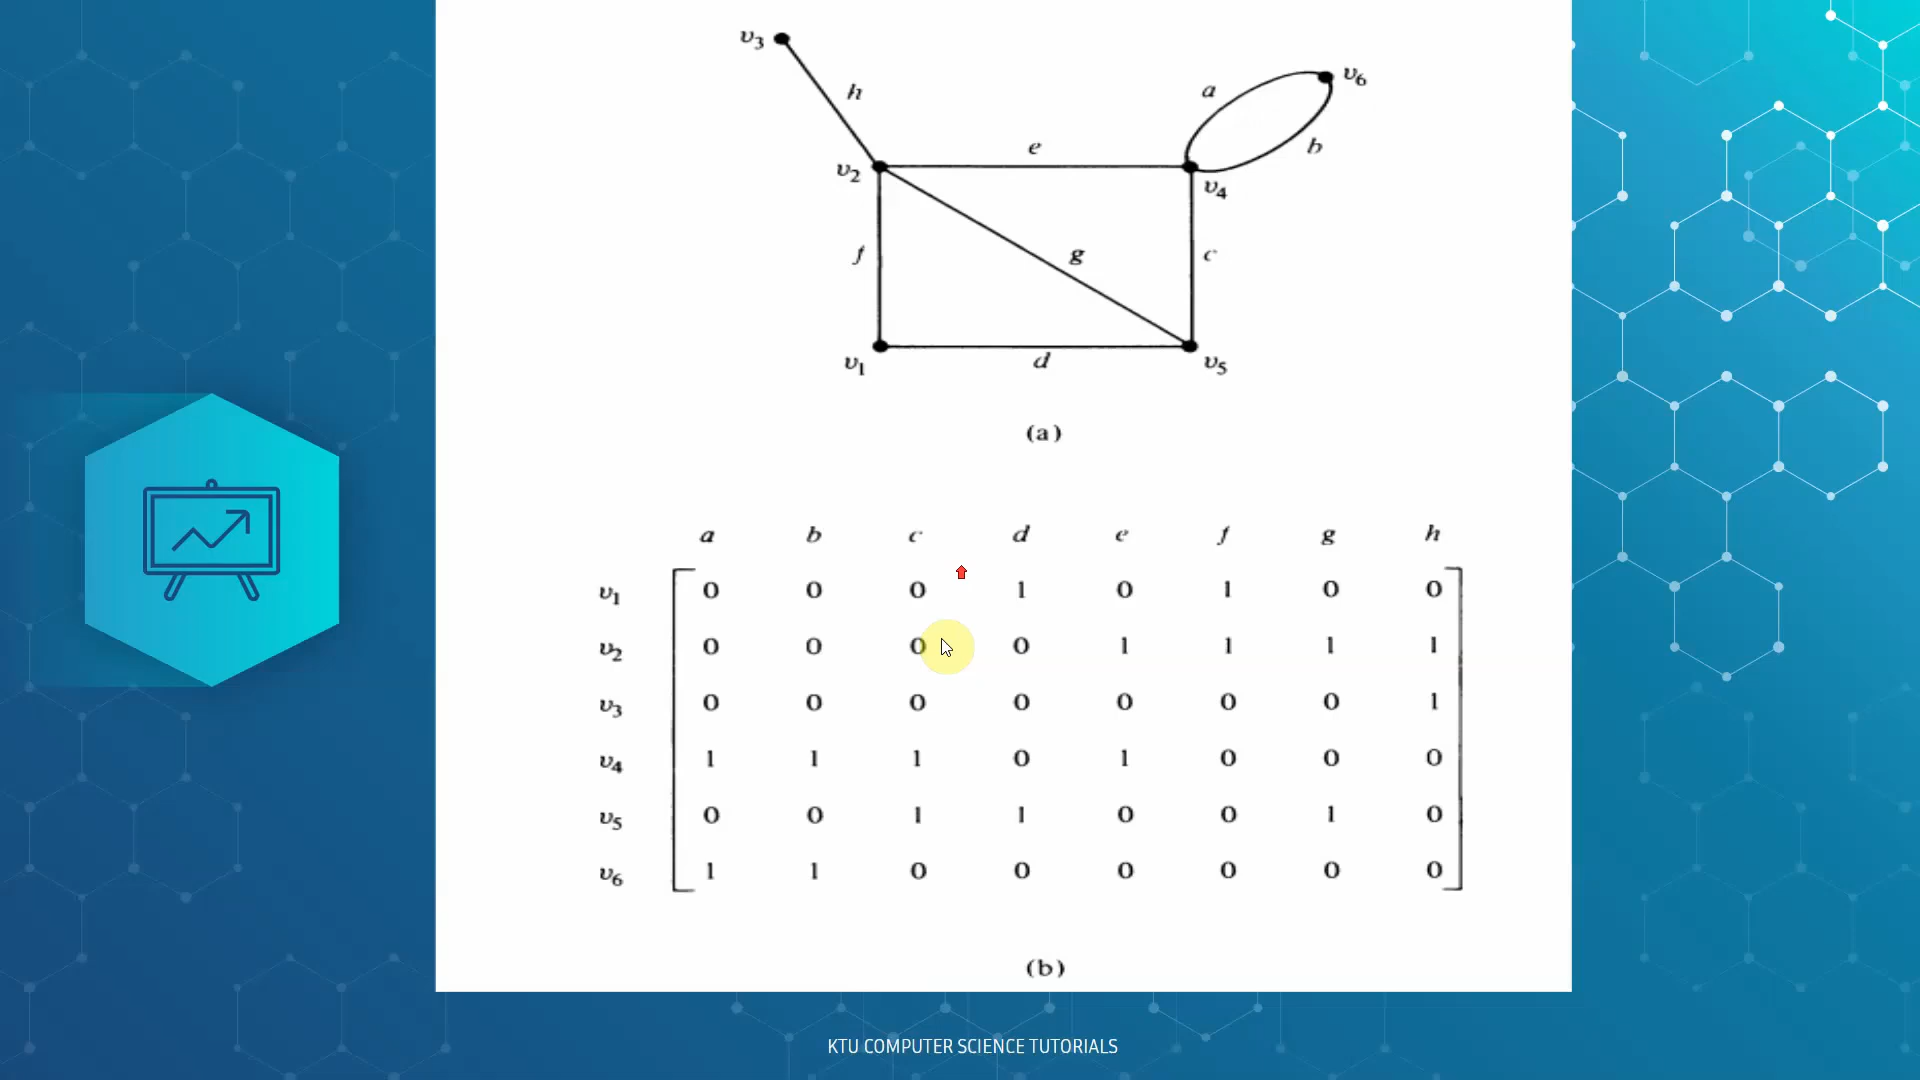 v3
h
a
v6
e
b
v2
v4
f
g
c
v1
d
v5
(a)
a b c d e f g h
v1 0 0 0 1 0 1 0 0
v2 0 0 0 0 1 1 1 1
v3 0 0 0 0 0 0 0 1
v4 1 1 1 0 1 0 0 0
v5 0 0 1 1 0 0 1 0
v6 1 1 0 0 0 0 0 0
(b)
KTU COMPUTER SCIENCE TUTORIALS